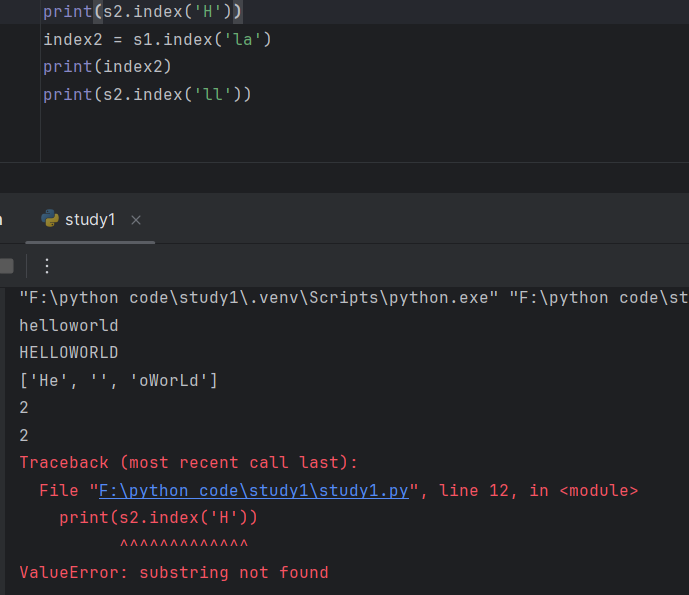 print(s2.index('H'))
index2 = s1.index('la')
print(index2)
print(s2.index('ll'))
study1
"F:\python code\study1\.venv\Scripts\python.exe" "F:\python code\st
helloworld
HELLOWORLD
['He', '', 'oWorLd']
2
2
Traceback (most recent call last):
  File "F:\python code\study1\study1.py", line 12, in <module>
    print(s2.index('H'))
          ^^^^^^^^^^^^^
ValueError: substring not found